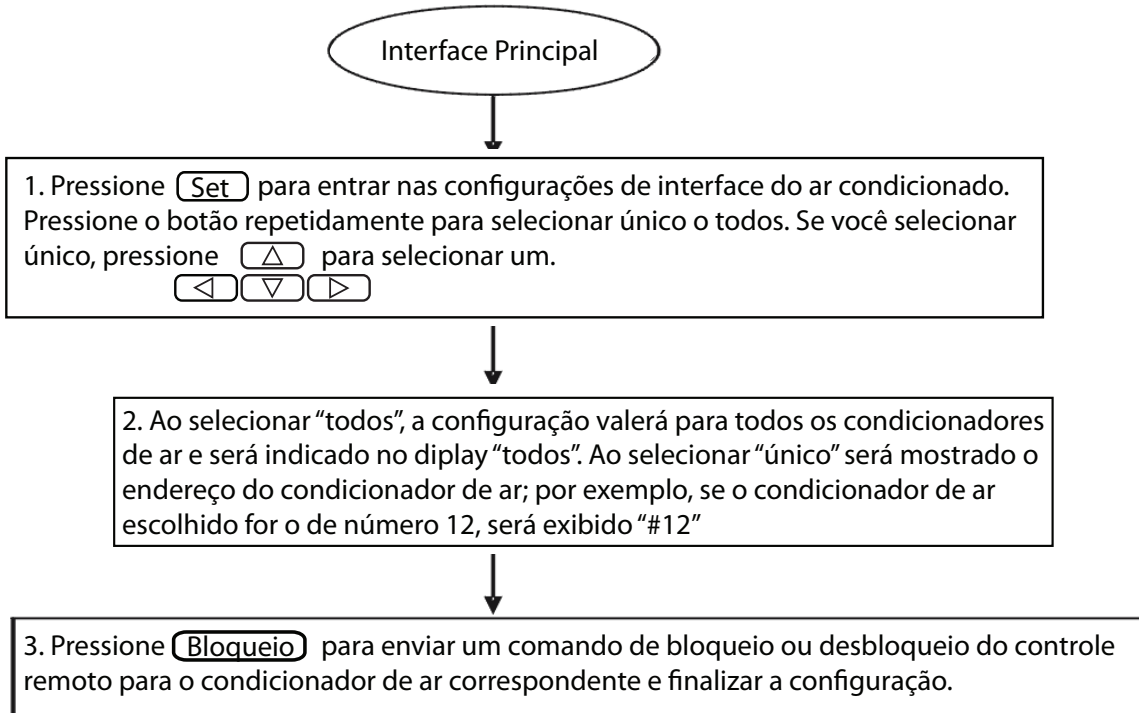 Interface Principal
1. Pressione Set para entrar nas configurações de interface do ar condicionado.
Pressione o botão repetidamente para selecionar único o todos. Se você selecionar
único, pressione △ para selecionar um.
◁ ▽ ▷
2. Ao selecionar “todos”, a configuração valerá para todos os condicionadores
de ar e será indicado no diplay “todos”. Ao selecionar “único” será mostrado o
endereço do condicionador de ar; por exemplo, se o condicionador de ar
escolhido for o de número 12, será exibido “#12”
3. Pressione Bloqueio para enviar um comando de bloqueio ou desbloqueio do controle
remoto para o condicionador de ar correspondente e finalizar a configuração.